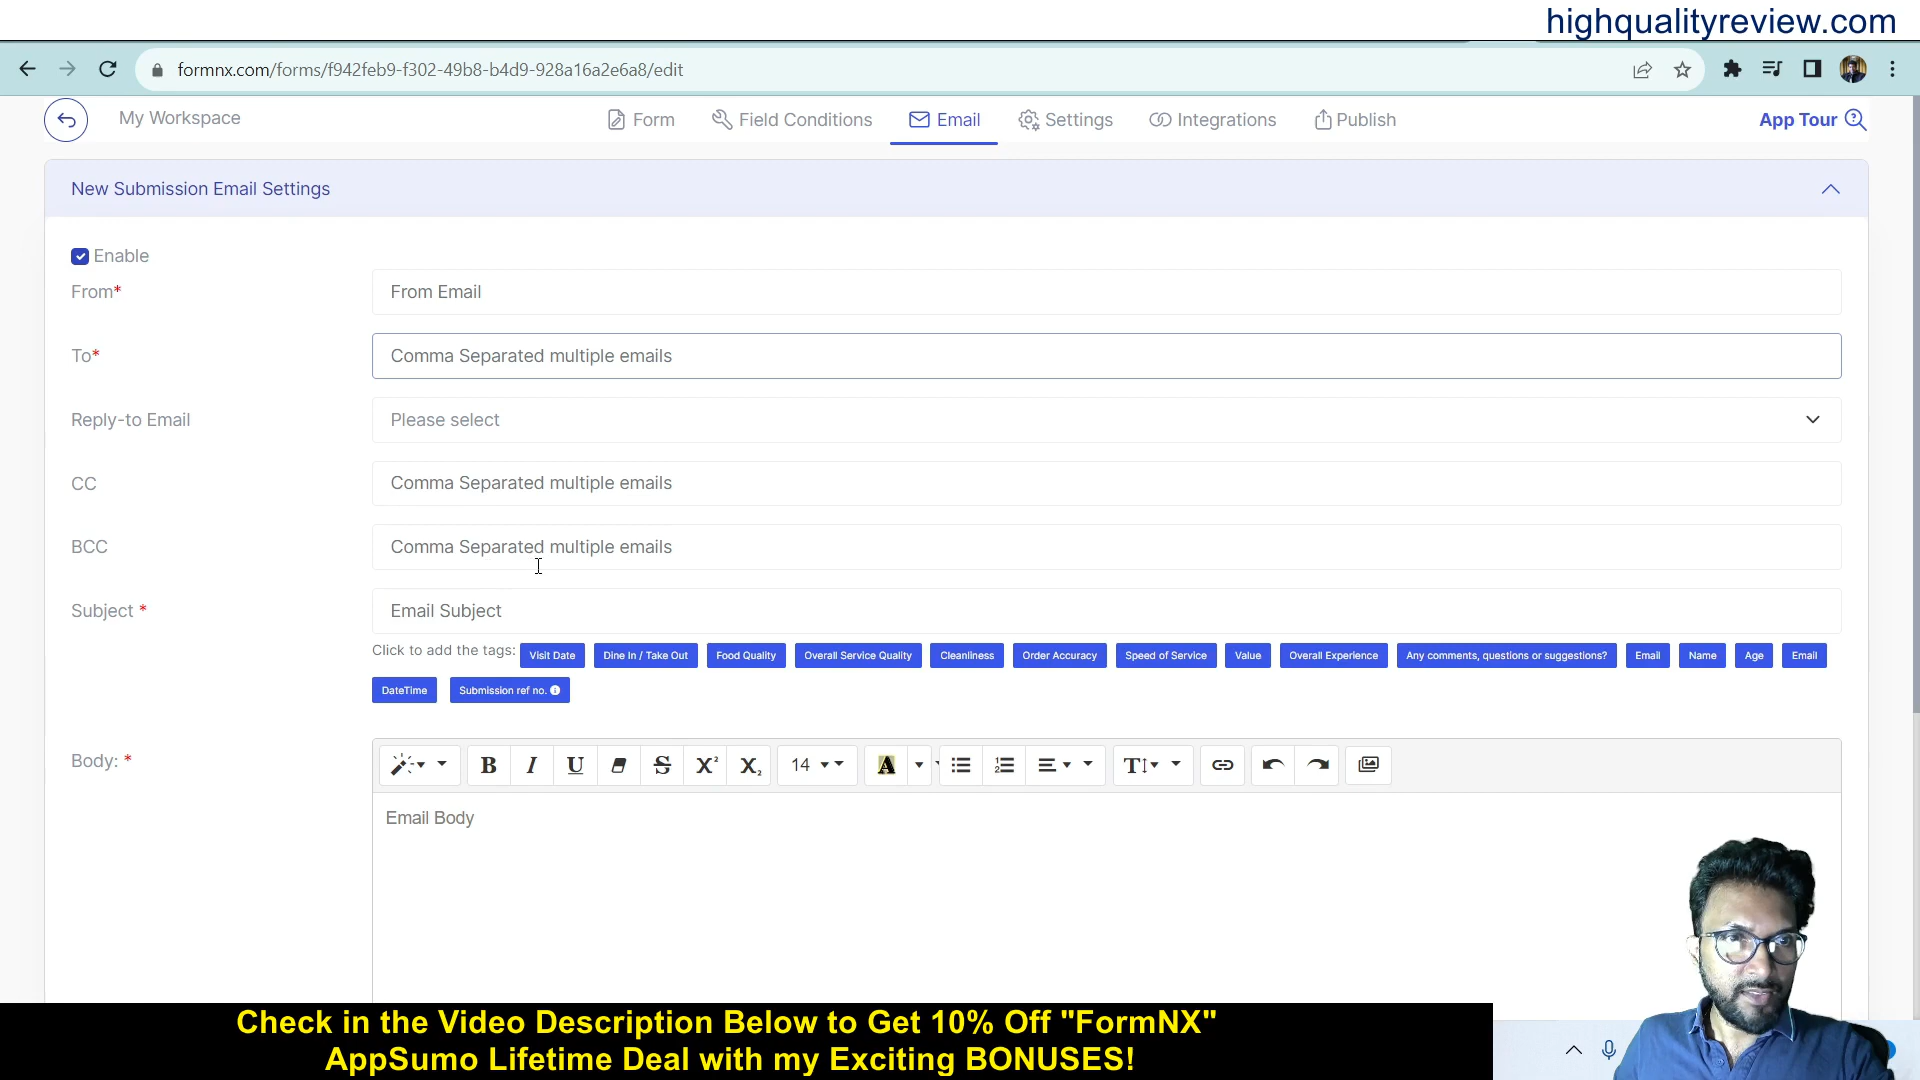 highqualityreview.com
formnx.com/forms/f942feb9-f302-49b8-b4d9-928a16a2e6a8/edit
My Workspace
Form
Field Conditions
Email
Settings
Integrations
Publish
App Tour
New Submission Email Settings
Enable
From*
From Email
To*
Comma Separated multiple emails
Reply-to Email
Please select
CC
Comma Separated multiple emails
BCC
Comma Separated multiple emails
Subject *
Email Subject
Click to add the tags: Visit Date Dine In / Take Out Food Quality Overall Service Quality Cleanliness Order Accuracy Speed of Service Value Overall Experience Any comments, questions or suggestions? Email Name Age Email
DateTime Submission ref no.
Body: *
B I U S X² X₂ 14 A T
Email Body
Check in the Video Description Below to Get 10% Off "FormNX"
AppSumo Lifetime Deal with my Exciting BONUSES!